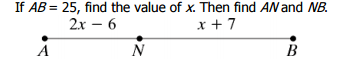 If AB = 25, find the value of x. Then find AN and NB.
2x − 6 x + 7
A N B